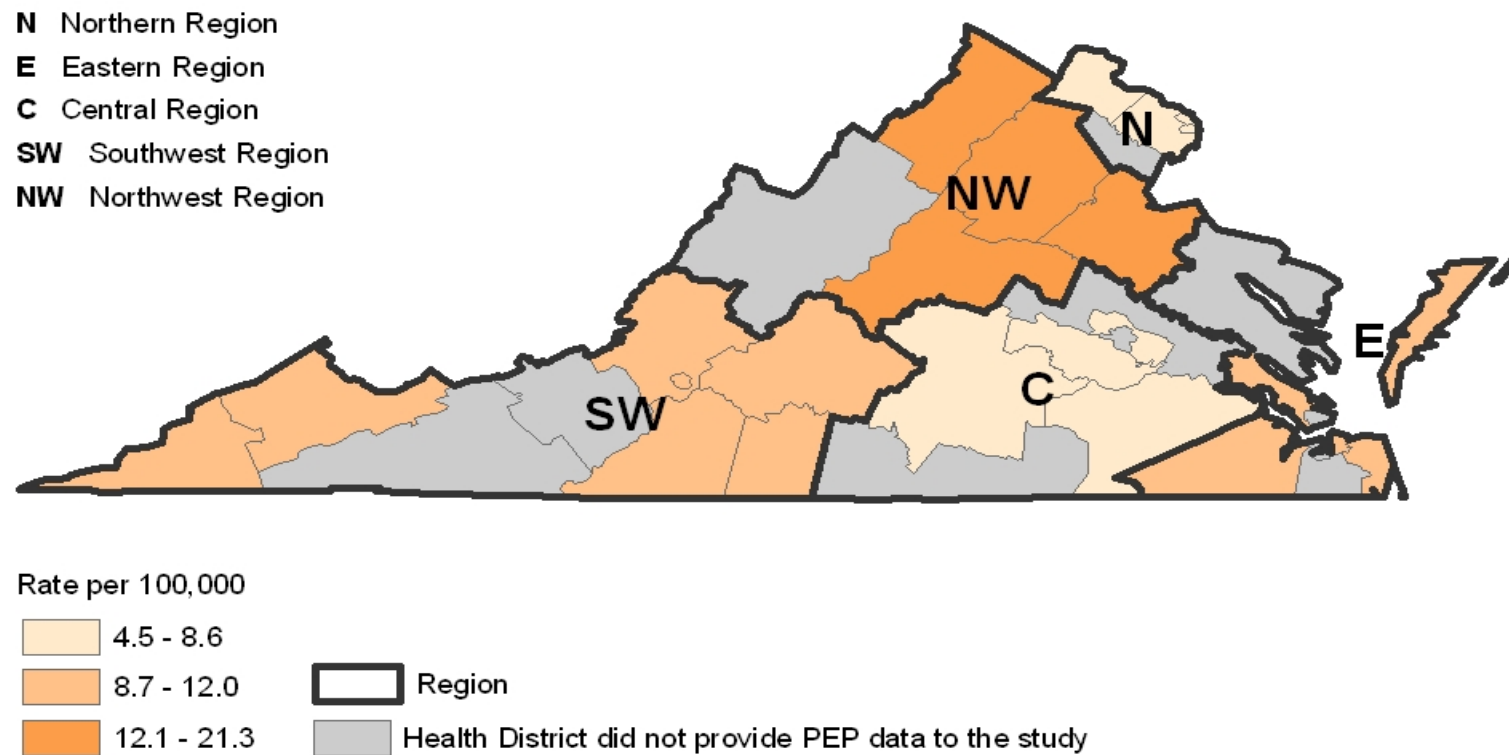 N Northern Region
E Eastern Region
C Central Region
SW Southwest Region
NW Northwest Region
N
NW
E
C
SW
Rate per 100,000
4.5 - 8.6
8.7 - 12.0
Region
12.1 - 21.3
Health District did not provide PEP data to the study